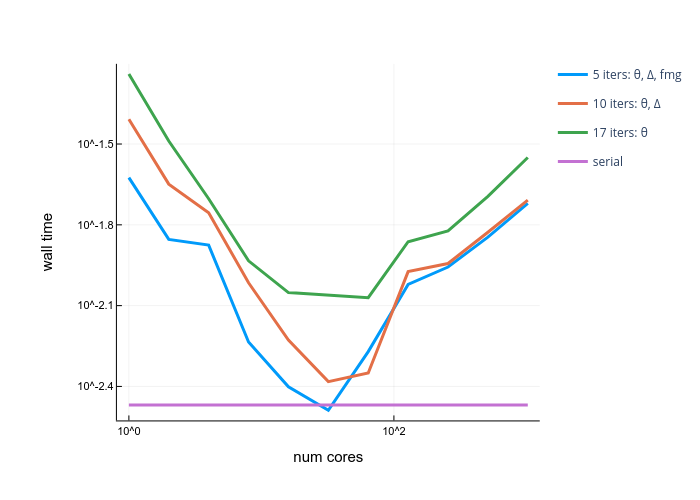 5 iters: θ, Δ, fmg
10 iters: θ, Δ
17 iters: θ
serial
10^-1.5
10^-1.8
10^-2.1
10^-2.4
wall time
10^0
10^2
num cores